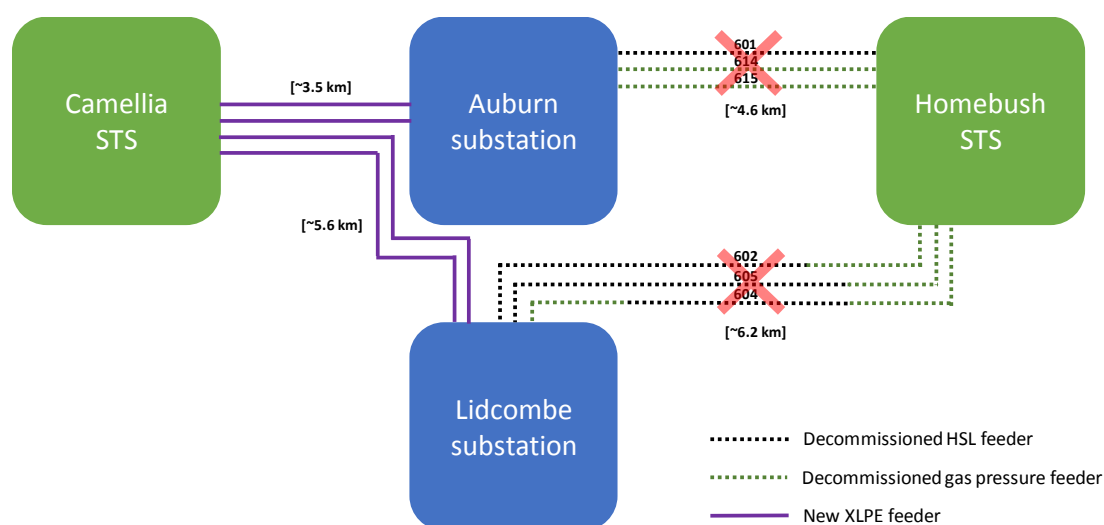 601
614
615
[~3.5 km]
Camellia
STS
Auburn
substation
[~4.6 km]
Homebush
STS
[~5.6 km]
602
605
604
[~6.2 km]
Lidcombe
substation
Decommissioned HSL feeder
Decommissioned gas pressure feeder
New XLPE feeder